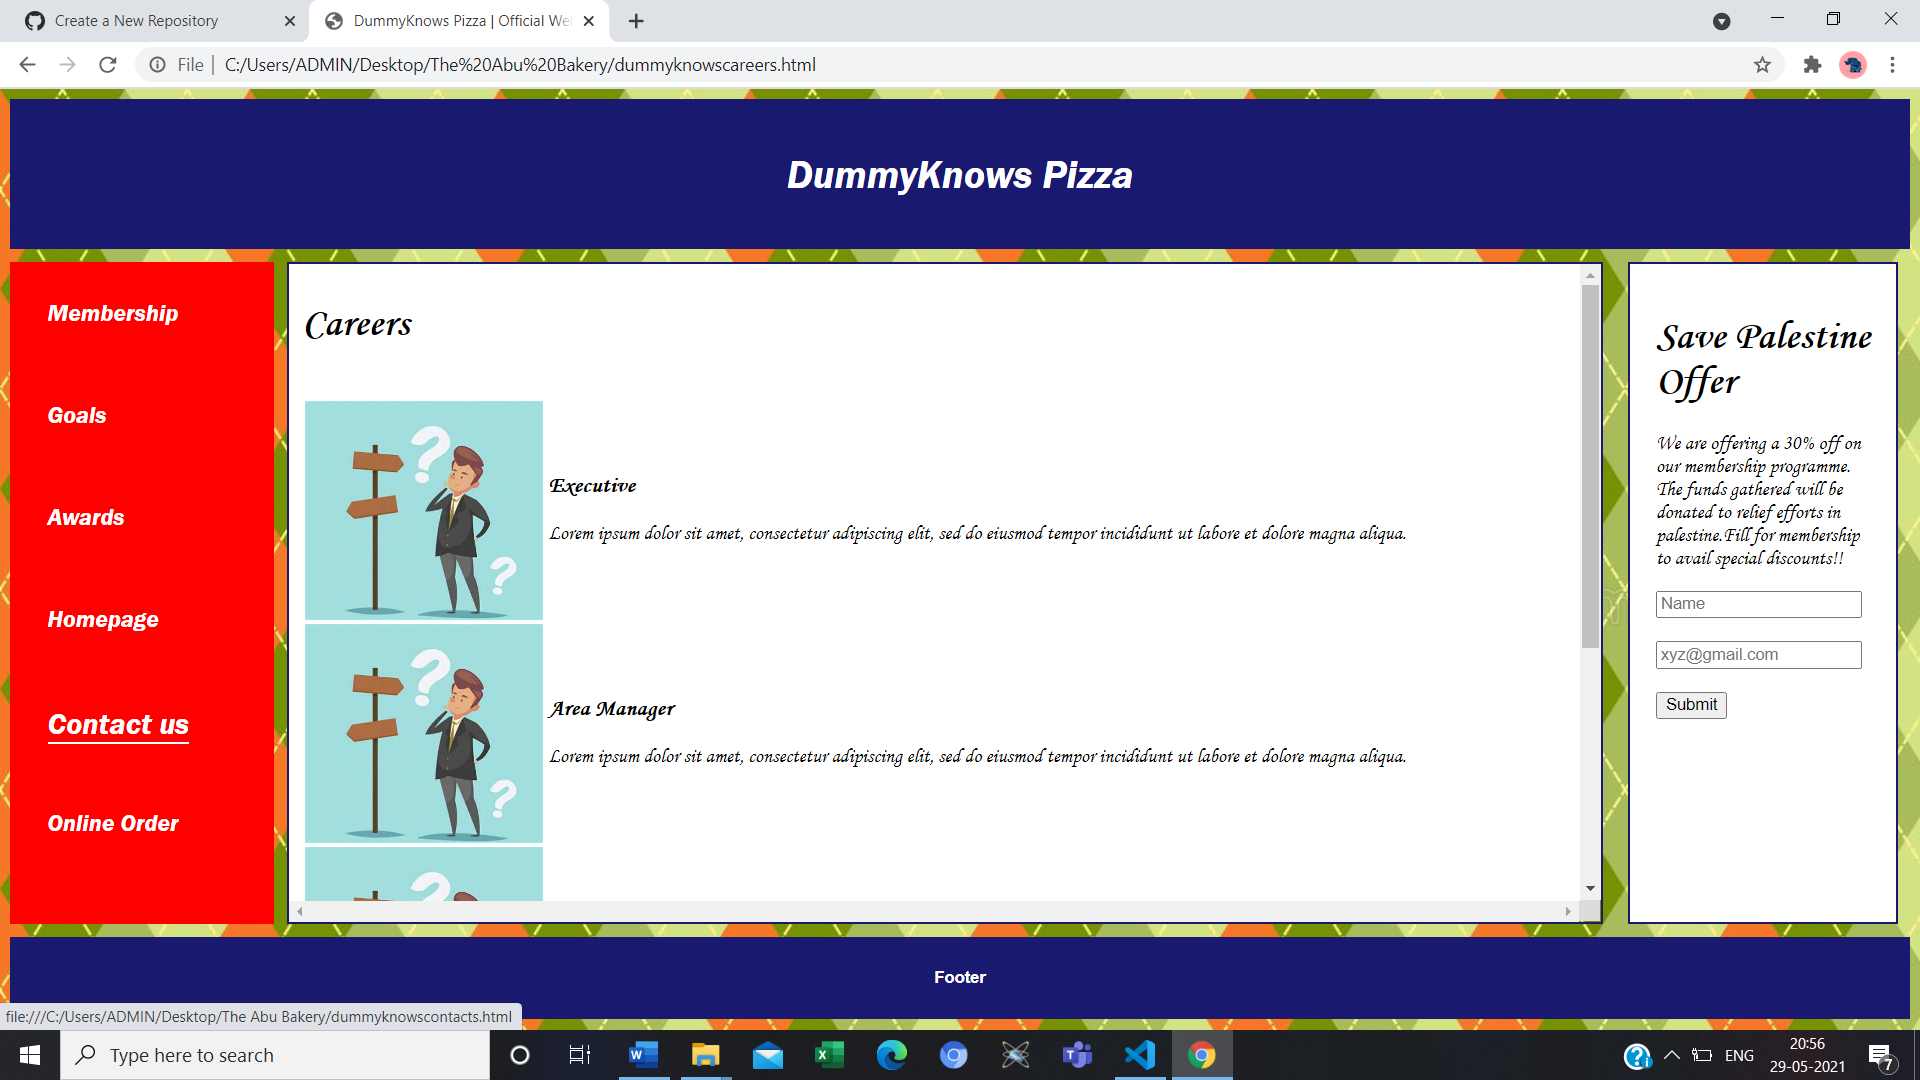 Create a New Repository
DummyKnows Pizza | Official We
File
C:/Users/ADMIN/Desktop/The%20Abu%20Bakery/dummyknowscareers.html
DummyKnows Pizza
Membership
Goals
Awards
Homepage
Contact us
Online Order
Careers
Executive
Lorem ipsum dolor sit amet, consectetur adipiscing elit, sed do eiusmod tempor incididunt ut labore et dolore magna aliqua.
Area Manager
Lorem ipsum dolor sit amet, consectetur adipiscing elit, sed do eiusmod tempor incididunt ut labore et dolore magna aliqua.
Save Palestine
Offer
We are offering a 30% off on
our membership programme.
The funds gathered will be
donated to relief efforts in
palestine.Fill for membership
to avail special discounts!!
Name
xyz@gmail.com
Submit
Footer
file:///C:/Users/ADMIN/Desktop/The Abu Bakery/dummyknowscontacts.html
Type here to search
ENG
20:56
29-05-2021
7